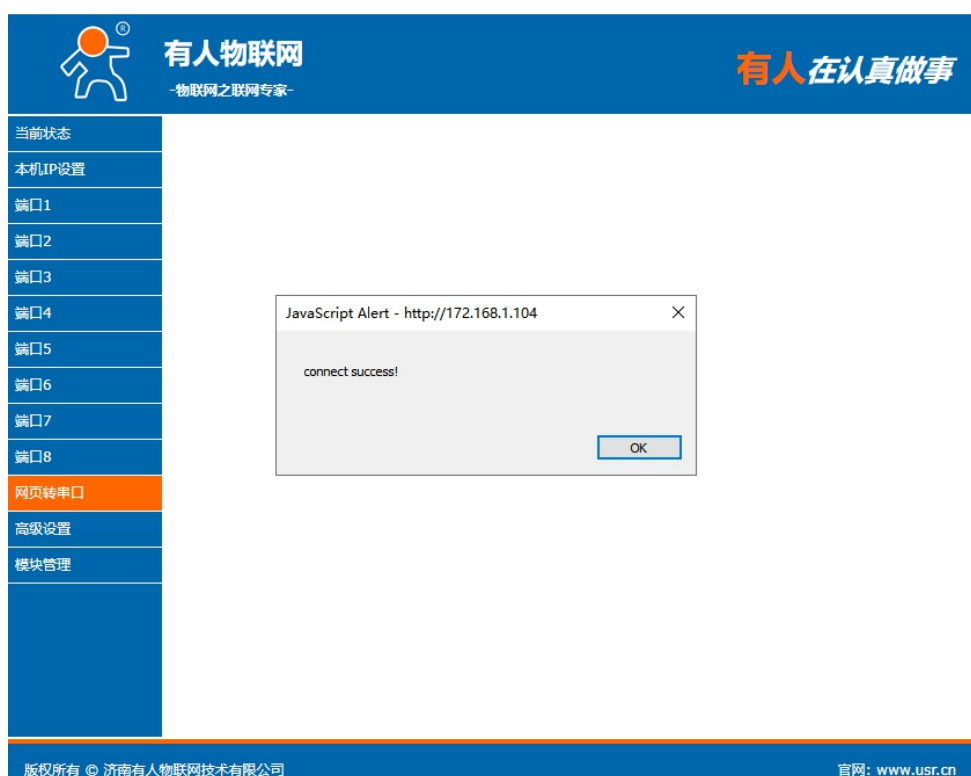 ®
有人物联网
-物联网之联网专家-
有人在认真做事
当前状态
本机IP设置
端口1
端口2
端口3
端口4
端口5
端口6
端口7
端口8
网页转串口
高级设置
模块管理
JavaScript Alert - http://172.168.1.104
connect success!
OK
版权所有 © 济南有人物联网技术有限公司
官网: www.usr.cn